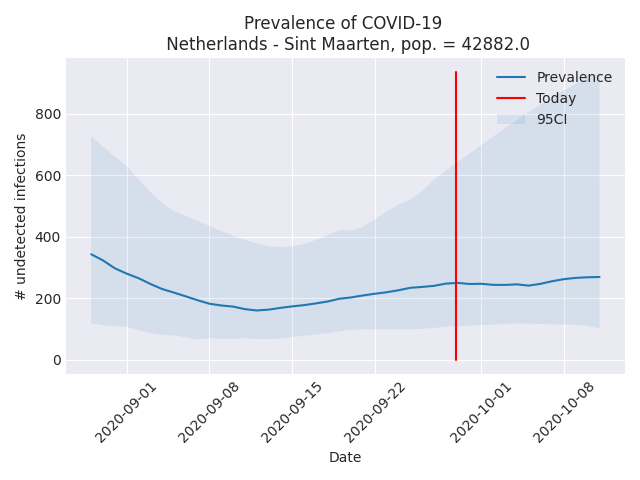 Prevalence of COVID-19
Netherlands - Sint Maarten, pop. = 42882.0
Prevalence
Today
95CI
# undetected infections
800
600
400
200
0
2020-09-01
2020-09-08
2020-09-15
2020-09-22
2020-10-01
2020-10-08
Date